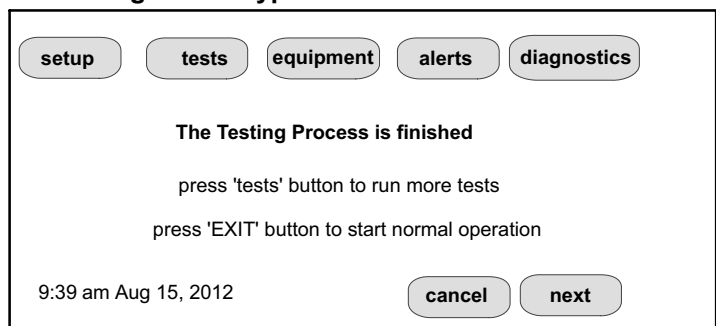 setup tests equipment alerts diagnostics
The Testing Process is finished
press 'tests' button to run more tests
press 'EXIT' button to start normal operation
9:39 am Aug 15, 2012 cancel next